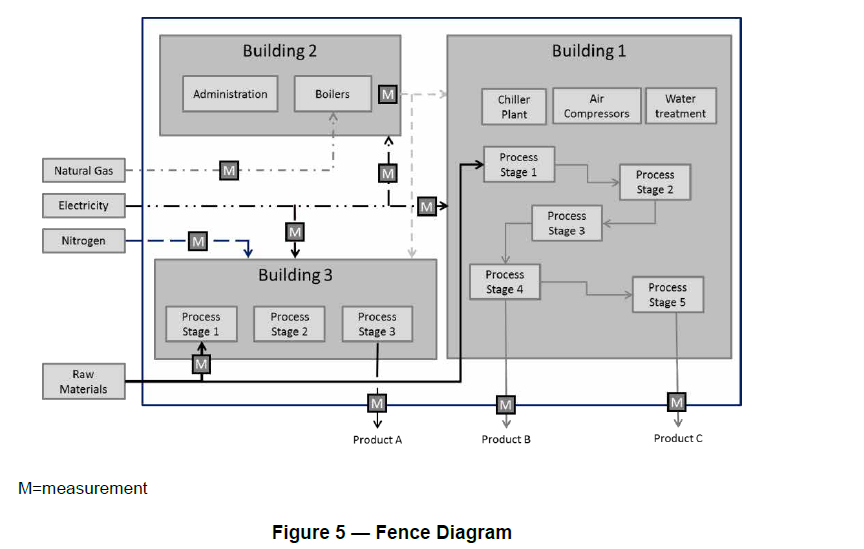 Building 2
Building 1
Administration
Boilers
M
Chiller
Plant
Air
Compressors
Water
treatment
Natural Gas
M
M
Process
Stage 1
Process
Stage 2
Electricity
M
Process
Stage 3
Nitrogen
M
M
Building 3
Process
Stage 4
Process
Stage 5
Process
Stage 1
Process
Stage 2
Process
Stage 3
M
Raw
Materials
M
M
M
Product A
Product B
Product C
M=measurement
Figure 5 — Fence Diagram